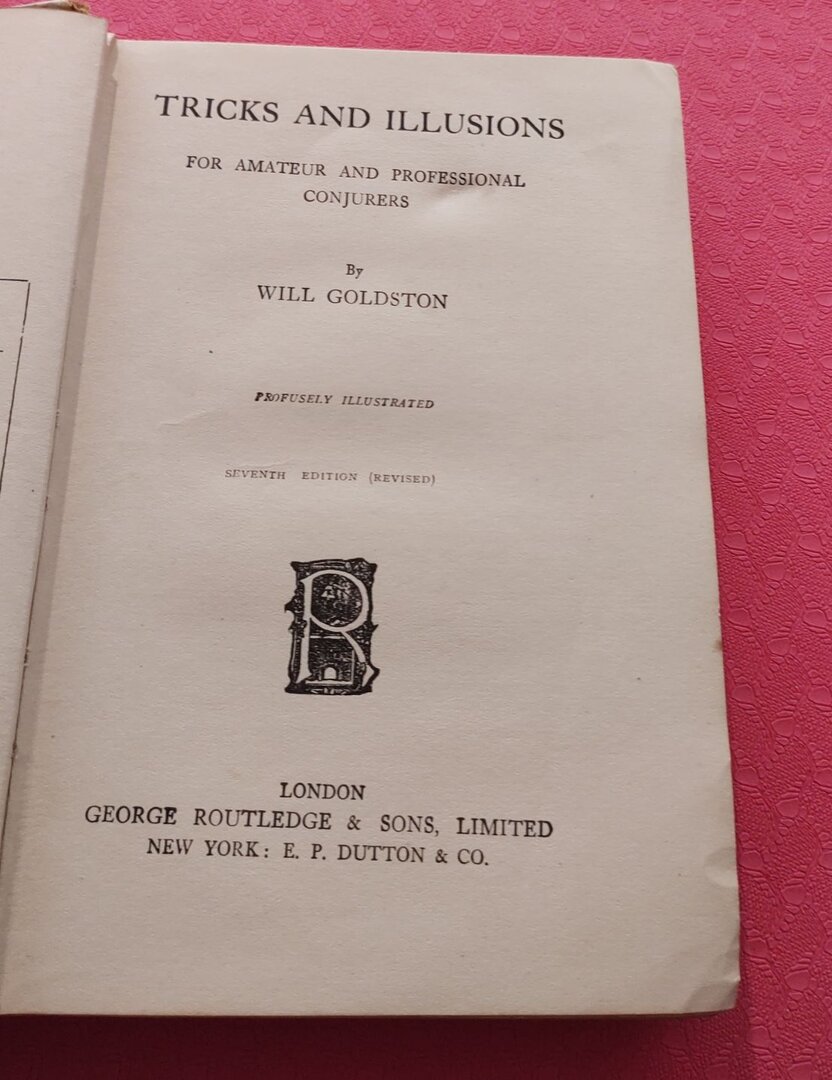 TRICKS AND ILLUSIONS
FOR AMATEUR AND PROFESSIONAL
CONJURERS
By
WILL GOLDSTON
PROFUSELY ILLUSTRATED
SEVENTH EDITION (REVISED)
R
LONDON
GEORGE ROUTLEDGE & SONS, LIMITED
NEW YORK: E. P. DUTTON & CO.